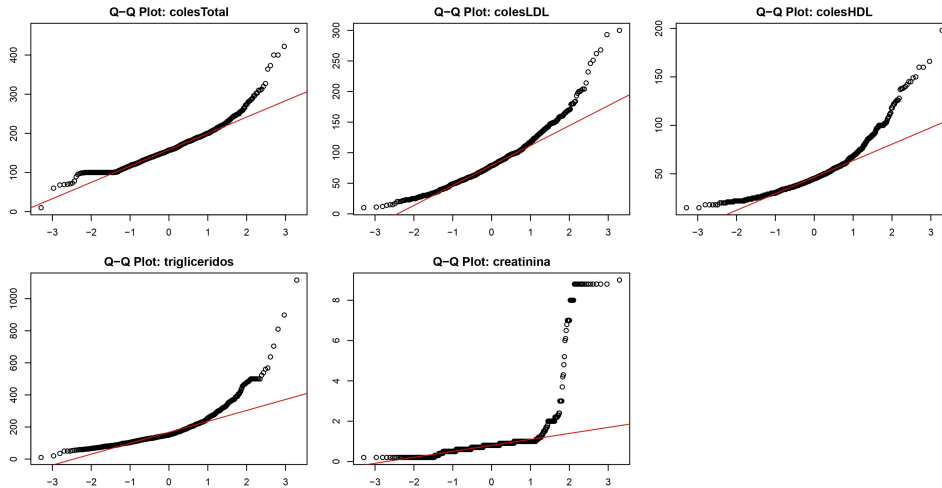 Q−Q Plot: colesTotal
0 100 200 300 400
−3 −2 −1 0 1 2 3
Q−Q Plot: colesLDL
0 50 100 150 200 250 300
−3 −2 −1 0 1 2 3
Q−Q Plot: colesHDL
50 100 150 200
−3 −2 −1 0 1 2 3
Q−Q Plot: trigliceridos
0 200 400 600 800 1000
−3 −2 −1 0 1 2 3
Q−Q Plot: creatinina
0 2 4 6 8
−3 −2 −1 0 1 2 3